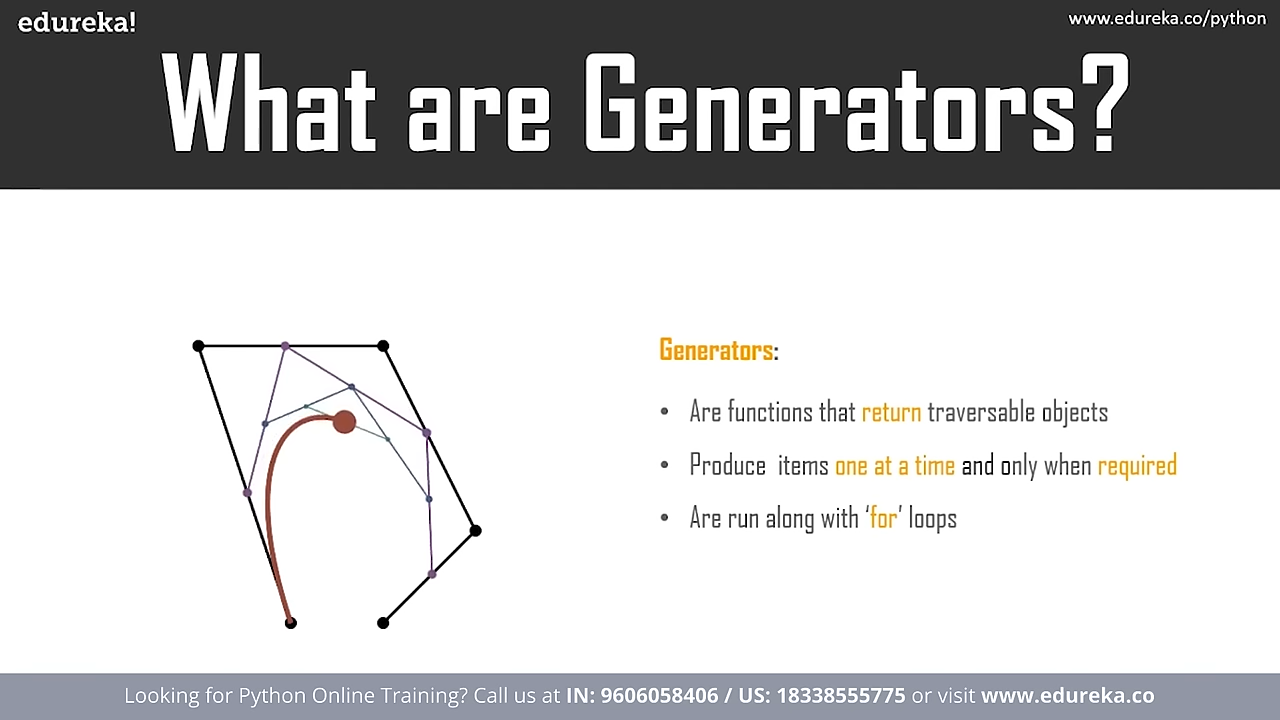 edureka!
www.edureka.co/python
What are Generators?
Generators:
• Are functions that return traversable objects
• Produce items one at a time and only when required
• Are run along with ‘for’ loops
Looking for Python Online Training? Call us at IN: 9606058406 / US: 18338555775 or visit www.edureka.co